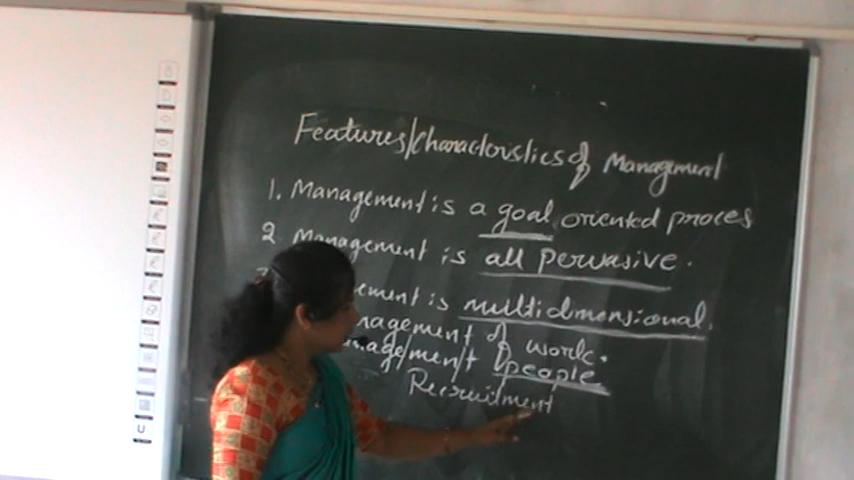 Features/Characteristics of Management
1. Management is a goal oriented proces
2 Management is all pervasive.
ement is multidimensional.
nagement of work.
nagement people
Recruitment